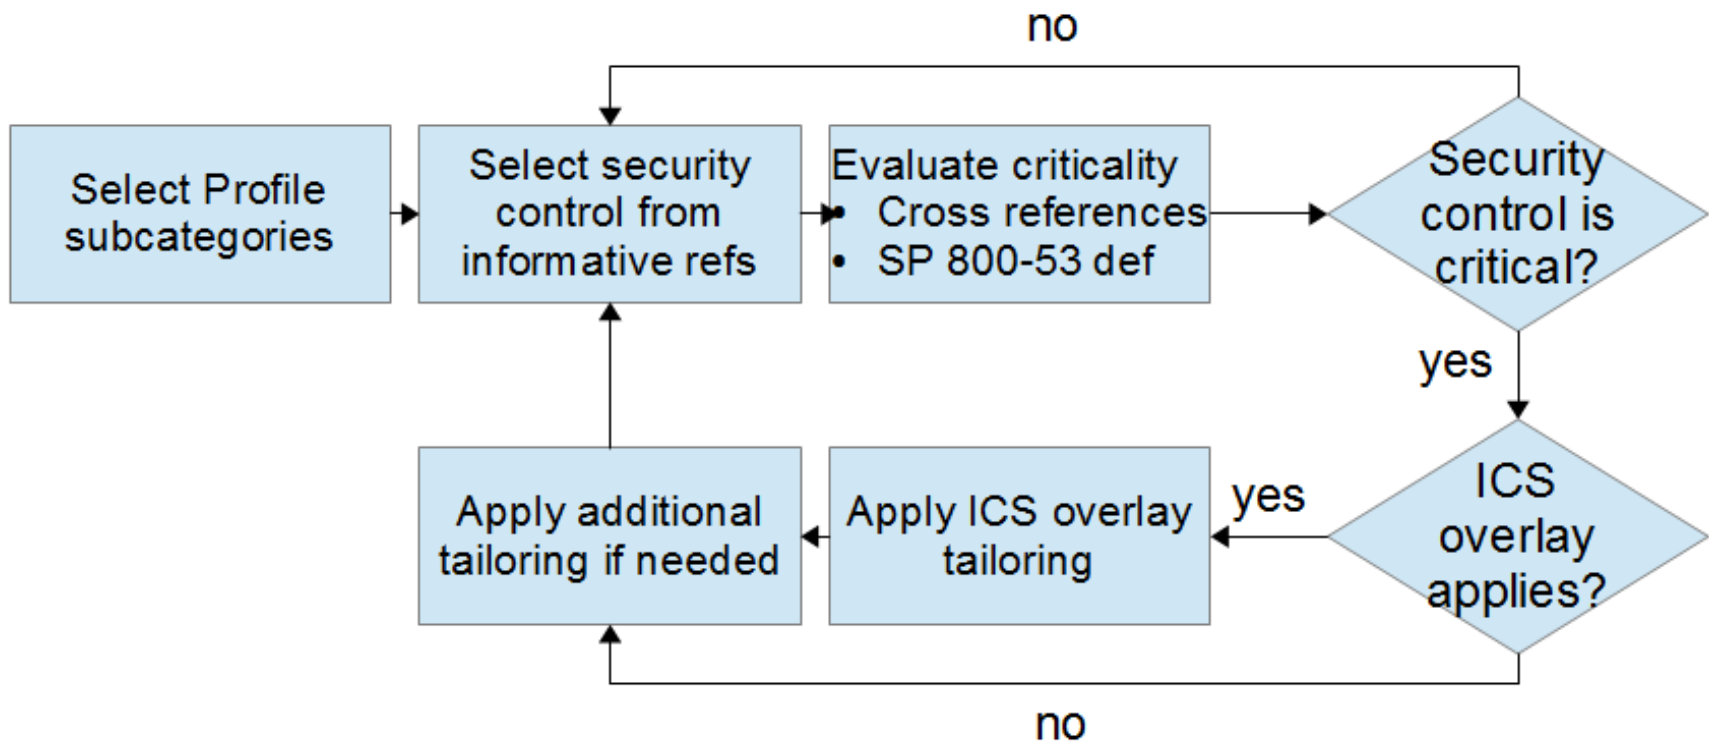 no
Select Profile
subcategories
Select security
control from
informative refs
Evaluate criticality
• Cross references
• SP 800-53 def
Security
control is
critical?
yes
ICS
overlay
applies?
yes
Apply ICS overlay
tailoring
Apply additional
tailoring if needed
no